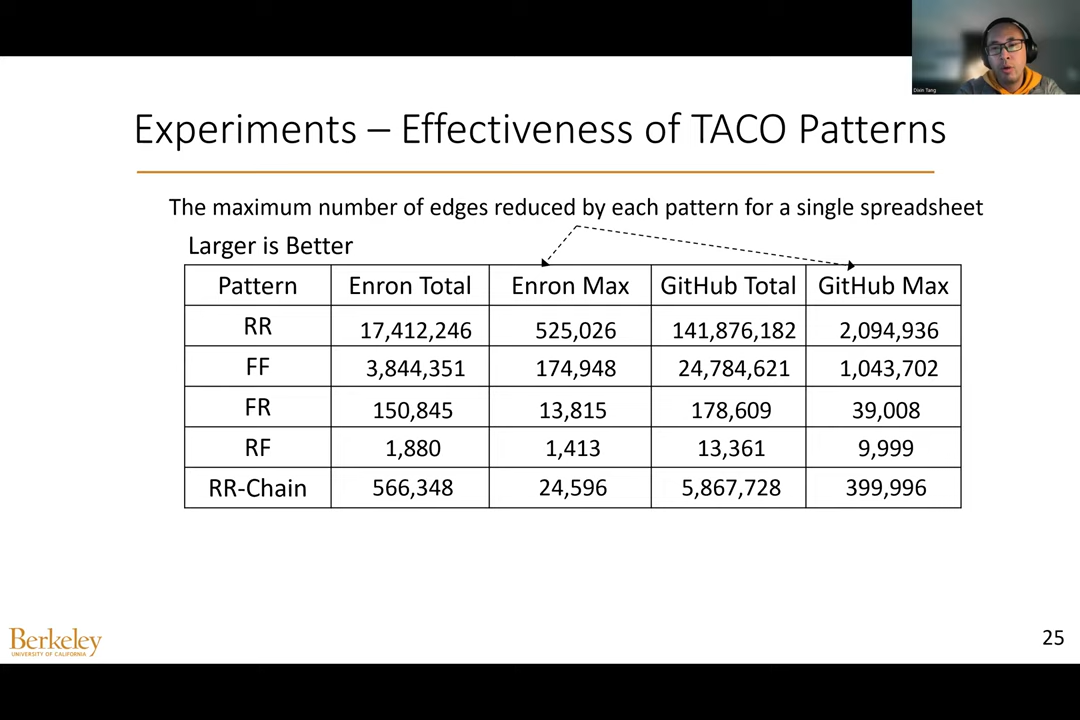 Dixin Tang
Experiments – Effectiveness of TACO Patterns
The maximum number of edges reduced by each pattern for a single spreadsheet
Larger is Better
Pattern Enron Total Enron Max GitHub Total GitHub Max
RR 17,412,246 525,026 141,876,182 2,094,936
FF 3,844,351 174,948 24,784,621 1,043,702
FR 150,845 13,815 178,609 39,008
RF 1,880 1,413 13,361 9,999
RR-Chain 566,348 24,596 5,867,728 399,996
Berkeley
UNIVERSITY OF CALIFORNIA
25